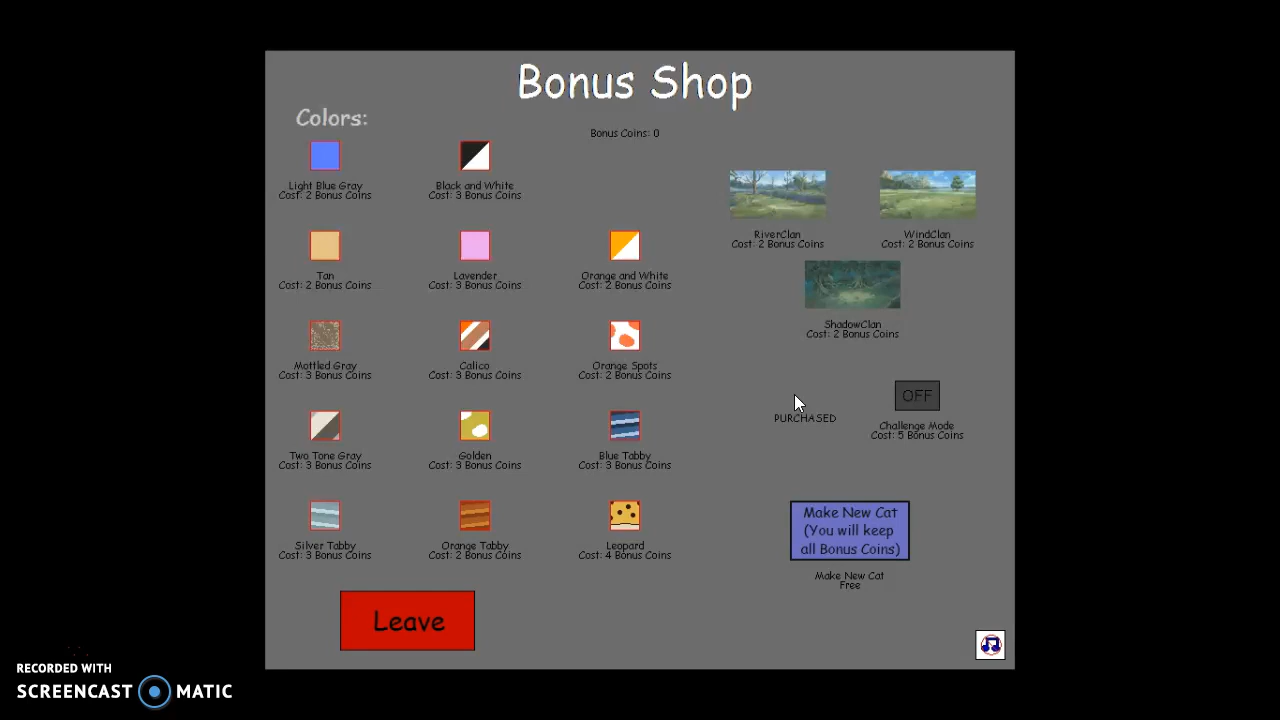 Bonus Shop
Colors:
Bonus Coins: 0
Light Blue Gray
Cost: 2 Bonus Coins
Black and White
Cost: 3 Bonus Coins
RiverClan
Cost: 2 Bonus Coins
WindClan
Cost: 2 Bonus Coins
Tan
Cost: 2 Bonus Coins
Lavender
Cost: 3 Bonus Coins
Orange and White
Cost: 2 Bonus Coins
ShadowClan
Cost: 2 Bonus Coins
Mottled Gray
Cost: 3 Bonus Coins
Calico
Cost: 3 Bonus Coins
Orange Spots
Cost: 2 Bonus Coins
PURCHASED
OFF
Challenge Mode
Cost: 5 Bonus Coins
Two Tone Gray
Cost: 3 Bonus Coins
Golden
Cost: 3 Bonus Coins
Blue Tabby
Cost: 3 Bonus Coins
Silver Tabby
Cost: 3 Bonus Coins
Orange Tabby
Cost: 2 Bonus Coins
Leopard
Cost: 4 Bonus Coins
Make New Cat
(You will keep
all Bonus Coins)
Make New Cat
Free
Leave
RECORDED WITH
SCREENCAST MATIC